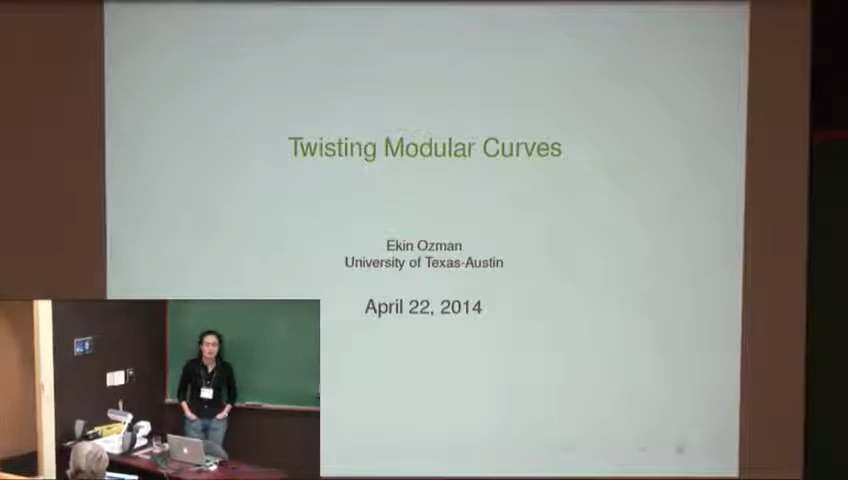 Twisting Modular Curves
Ekin Ozman
University of Texas-Austin
April 22, 2014